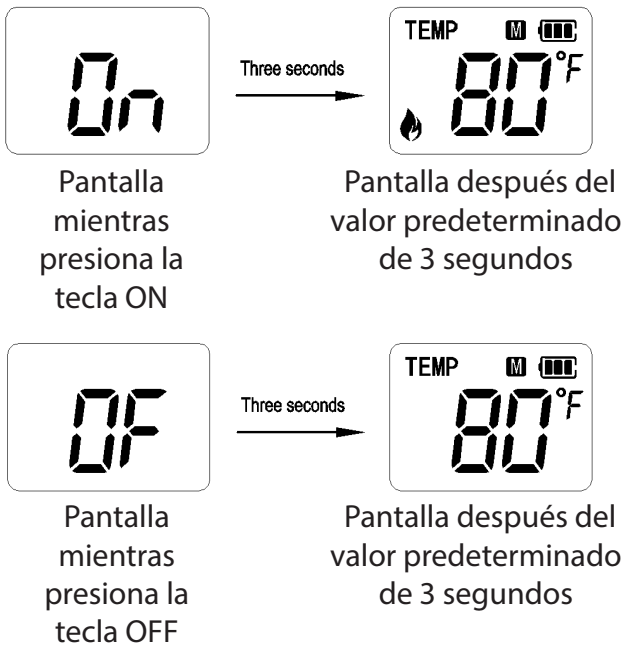 On
Three seconds
TEMP M
80°F
Pantalla
mientras
presiona la
tecla ON
Pantalla después del
valor predeterminado
de 3 segundos
OF
Three seconds
TEMP M
80°F
Pantalla
mientras
presiona la
tecla OFF
Pantalla después del
valor predeterminado
de 3 segundos